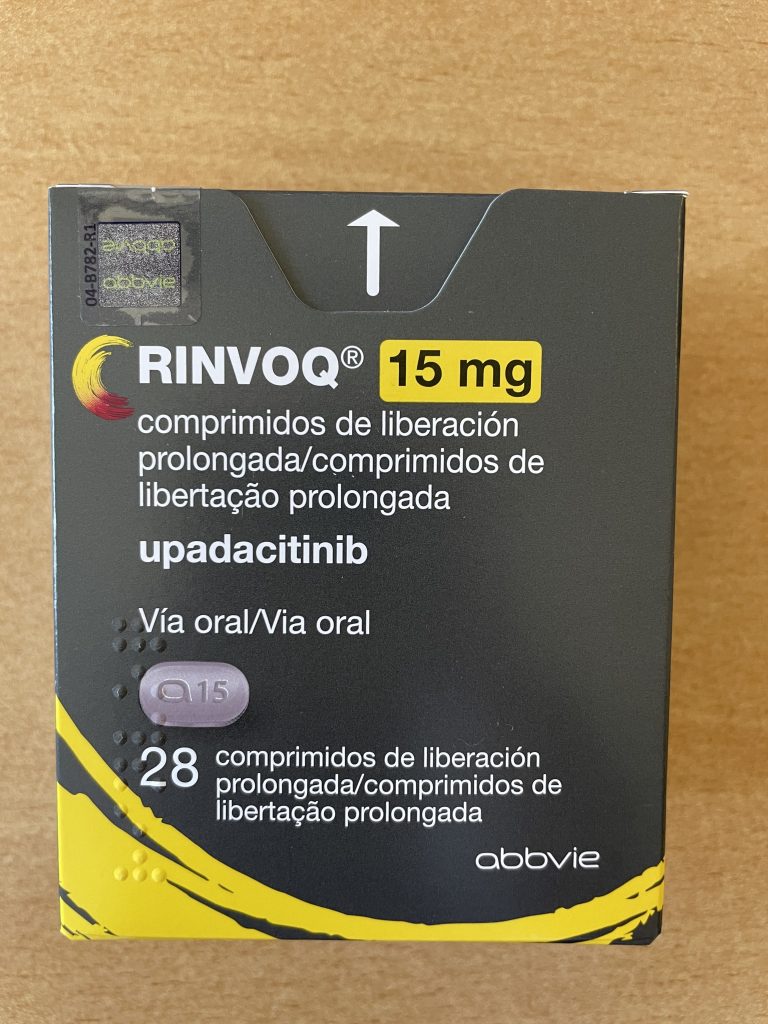 04-B782-R1
abbvie
abbvie
RINVOQ® 15 mg
comprimidos de liberación
prolongada/comprimidos de
libertação prolongada
upadacitinib
Vía oral/Via oral
a15
28 comprimidos de liberación
prolongada/comprimidos de
libertação prolongada
abbvie